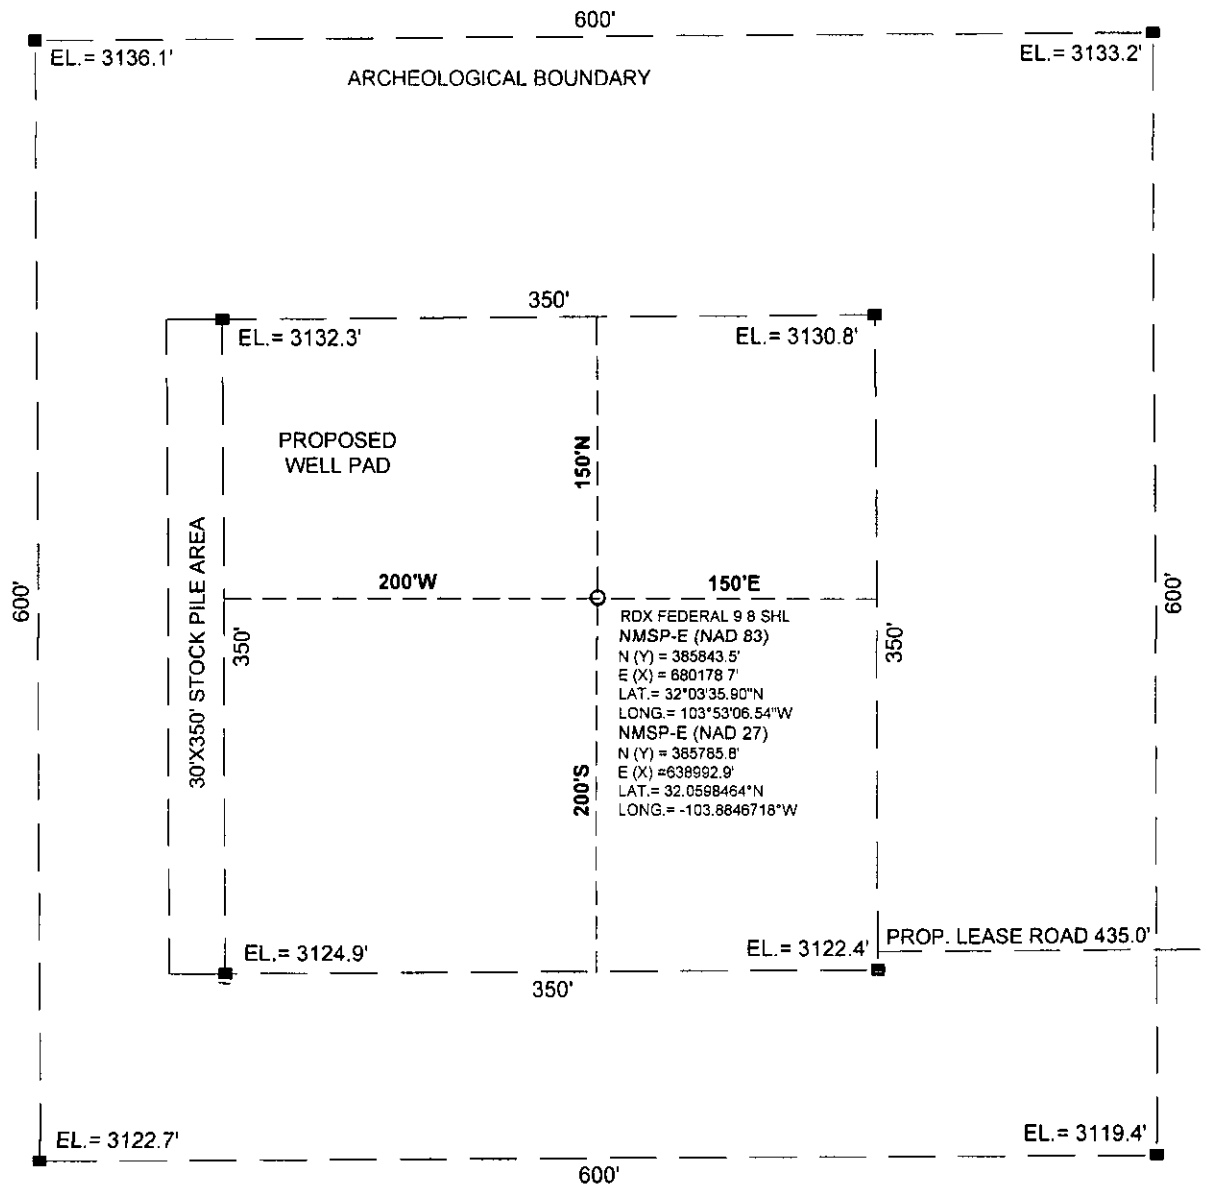 600'
EL.= 3136.1'
EL.= 3133.2'
ARCHEOLOGICAL BOUNDARY
350'
EL.= 3132.3'
EL.= 3130.8'
PROPOSED
WELL PAD
150'N
30'X350' STOCK PILE AREA
200'W
150'E
600'
600'
350'
350'
RDX FEDERAL 9 8 SHL
NMSP-E (NAD 83)
N (Y) = 385843.5'
E (X) = 680178 7'
LAT.= 32°03'35.90"N
LONG.= 103°53'06.54"W
NMSP-E (NAD 27)
N (Y) = 385785.8'
E (X) =638992.9'
LAT.= 32.0598464°N
LONG.= -103.8846718°W
200'S
EL.= 3124.9'
EL.= 3122.4'
PROP. LEASE ROAD 435.0'
350'
EL.= 3122.7'
EL.= 3119.4'
600'